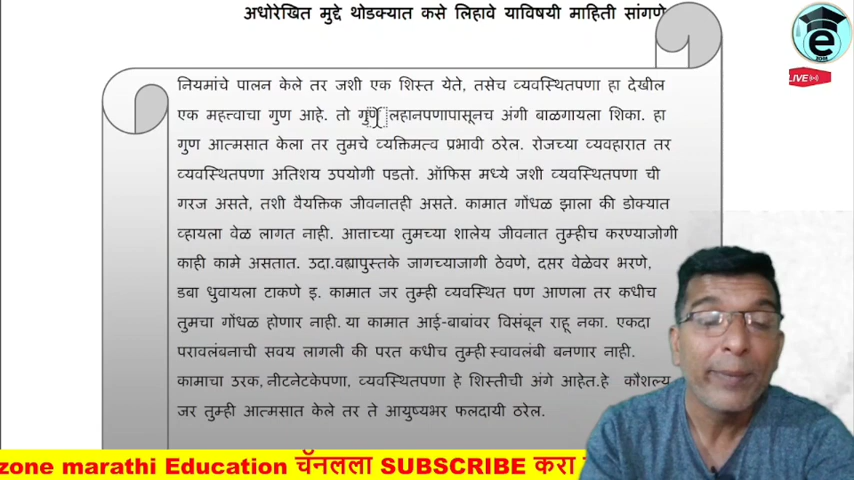 अधोरेखित मुद्दे थोडक्यात कसे लिहावे याविषयी माहिती सांगणे
e
LIVE
नियमांचे पालन केले तर जशी एक शिस्त येते, तसेच व्यवस्थितपणा हा देखील
एक महत्वाचा गुण आहे. तो गुण लहानपणापासूनच अंगी बाळगायला शिका. हा
गुण आत्मसात केला तर तुमचे व्यक्तिमत्व प्रभावी ठरेल. रोजच्या व्यवहारात तर
व्यवस्थितपणा अतिशय उपयोगी पडतो. ऑफिस मध्ये जशी व्यवस्थितपणा ची
गरज असते, तशी वैयक्तिक जीवनातही असते. कामात गोंधळ झाला की डोक्यात
व्हायला वेळ लागत नाही. आत्ताच्या तुमच्या शालेय जीवनात तुम्हीच करण्याजोगी
काही कामे असतात. उदा.वह्यापुस्तके जागच्याजागी ठेवणे, दप्तर वेळेवर भरणे,
डबा धुवायला टाकणे इ. कामात जर तुम्ही व्यवस्थित पण आणला तर कधीच
तुमचा गोंधळ होणार नाही. या कामात आई-बाबांवर विसंबून राहू नका. एकदा
परावलंबनाची सवय लागली की परत कधीच तुम्ही स्वावलंबी बनणार नाही.
कामाचा उरक, नीटनेटकेपणा, व्यवस्थितपणा हे शिस्तीची अंगे आहेत.हे कौशल्य
जर तुम्ही आत्मसात केले तर ते आयुष्यभर फलदायी ठरेल.
zone marathi Education चॅनलला SUBSCRIBE करा